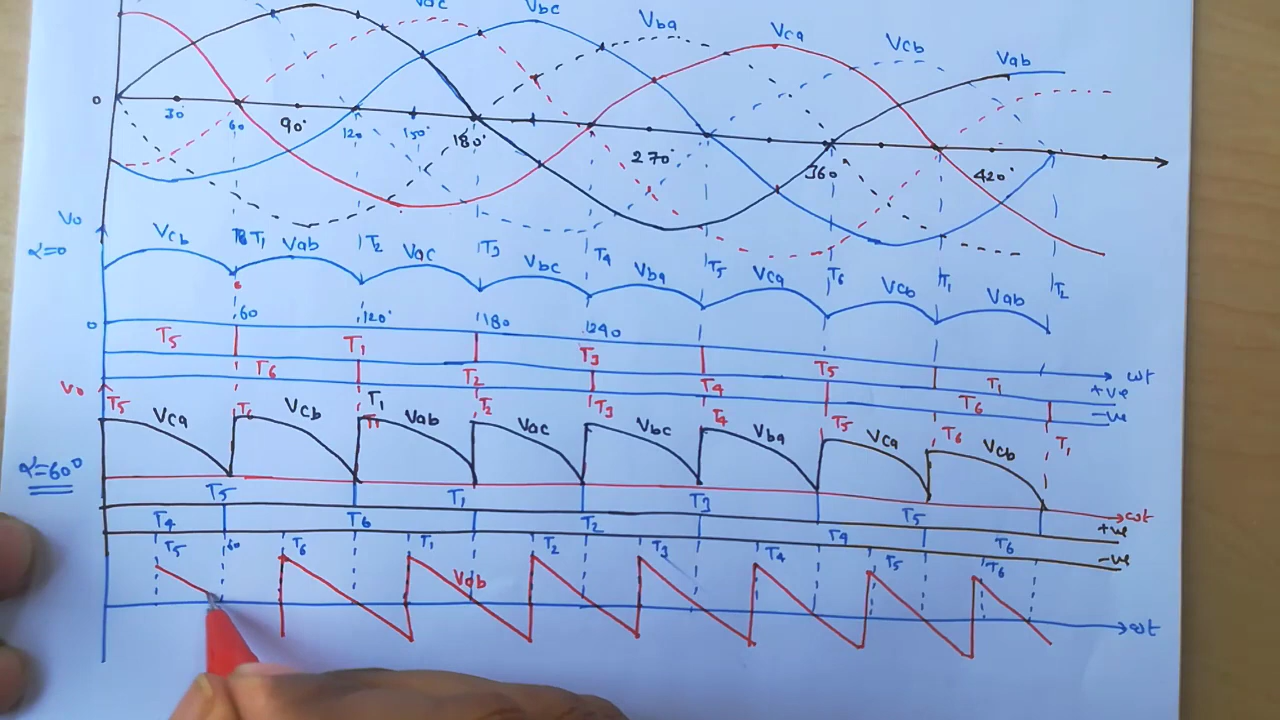 Vac Vbc Vba Vca Vcb Vab
0 30° 60 90° 120 150° 180° 270° 360 420°
Vo
α=0 Vcb T1 Vab T2 Vac T3 Vbc T4 Vba T5 Vca T6 Vcb T1 Vab T2
0 60 120° 180 240
T5 T1 T3 T5 T1 ωt +ve
T6 T2 T4 T6 -ve
Vo T5 T6 T1 T2 T3 T4 T5 T6 T1
Vca Vcb T1 Vab Vac Vbc Vba Vca Vcb
α=60°
T5 T1 T3 T5 ωt +ve
T4 T6 T2 T4 T6 -ve
T5 60 T6 T1 T2 T3 T4 T5 T6
Vab
ωt